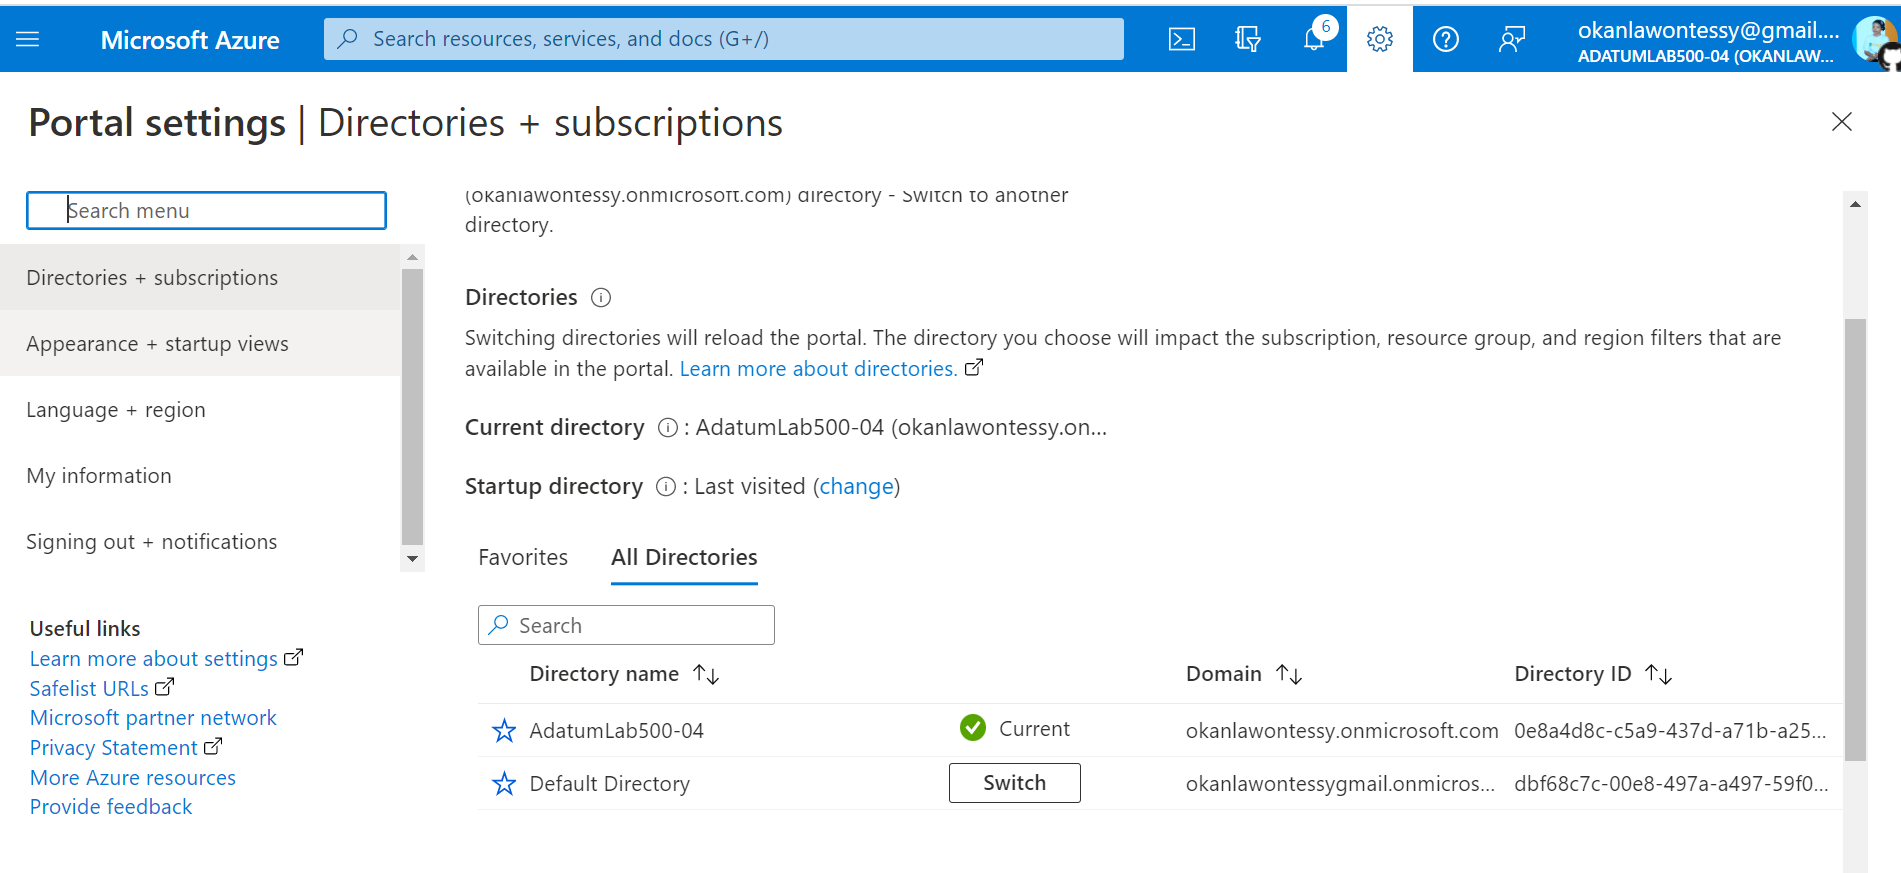 Microsoft Azure
Search resources, services, and docs (G+/)
6
okanlawontessy@gmail....
ADATUMLAB500-04 (OKANLAW...
Portal settings | Directories + subscriptions
Search menu
Directories + subscriptions
Appearance + startup views
Language + region
My information
Signing out + notifications
Useful links
Learn more about settings
Safelist URLs
Microsoft partner network
Privacy Statement
More Azure resources
Provide feedback
(okanlawontessy.onmicrosoft.com) directory - Switch to another
directory.
Directories
Switching directories will reload the portal. The directory you choose will impact the subscription, resource group, and region filters that are
available in the portal. Learn more about directories.
Current directory : AdatumLab500-04 (okanlawontessy.on...
Startup directory : Last visited (change)
Favorites All Directories
Search
Directory name Domain Directory ID
AdatumLab500-04 Current okanlawontessy.onmicrosoft.com 0e8a4d8c-c5a9-437d-a71b-a25...
Default Directory Switch okanlawontessygmail.onmicros... dbf68c7c-00e8-497a-a497-59f0...